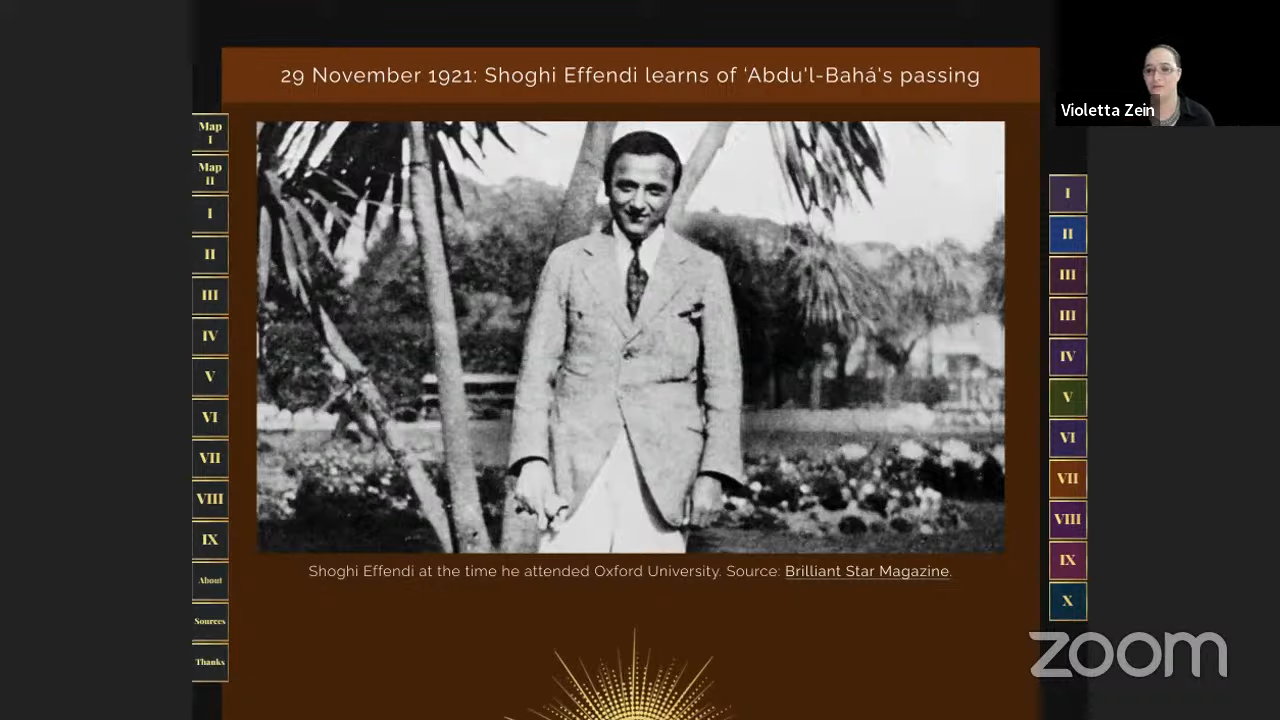 29 November 1921: Shoghi Effendi learns of ‘Abdu'l-Bahá's passing
Violetta Zein
Map
I
Map
II
I
II
III
IV
V
VI
VII
VIII
IX
About
Sources
Thanks
I
II
III
III
IV
V
VI
VII
VIII
IX
X
Shoghi Effendi at the time he attended Oxford University. Source: Brilliant Star Magazine.
zoom